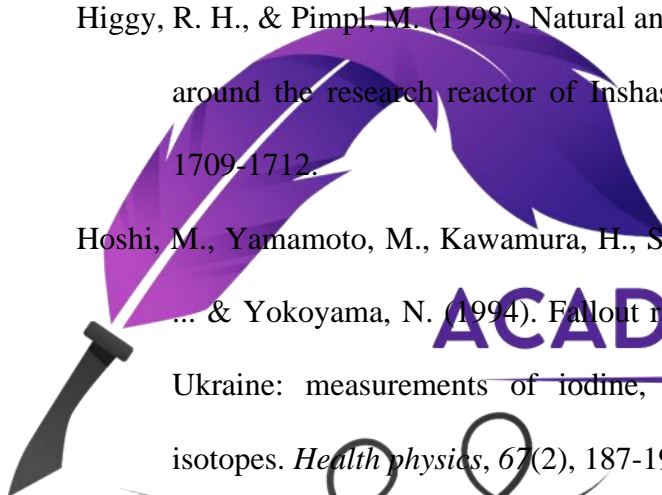 Higgy, R. H., & Pimpl, M. (1998). Natural an
around the research reactor of Inshas
1709-1712.
Hoshi, M., Yamamoto, M., Kawamura, H., S
... & Yokoyama, N. (1994). Fallout r
ACAD
Ukraine: measurements of iodine,
isotopes. Health physics, 67(2), 187-19